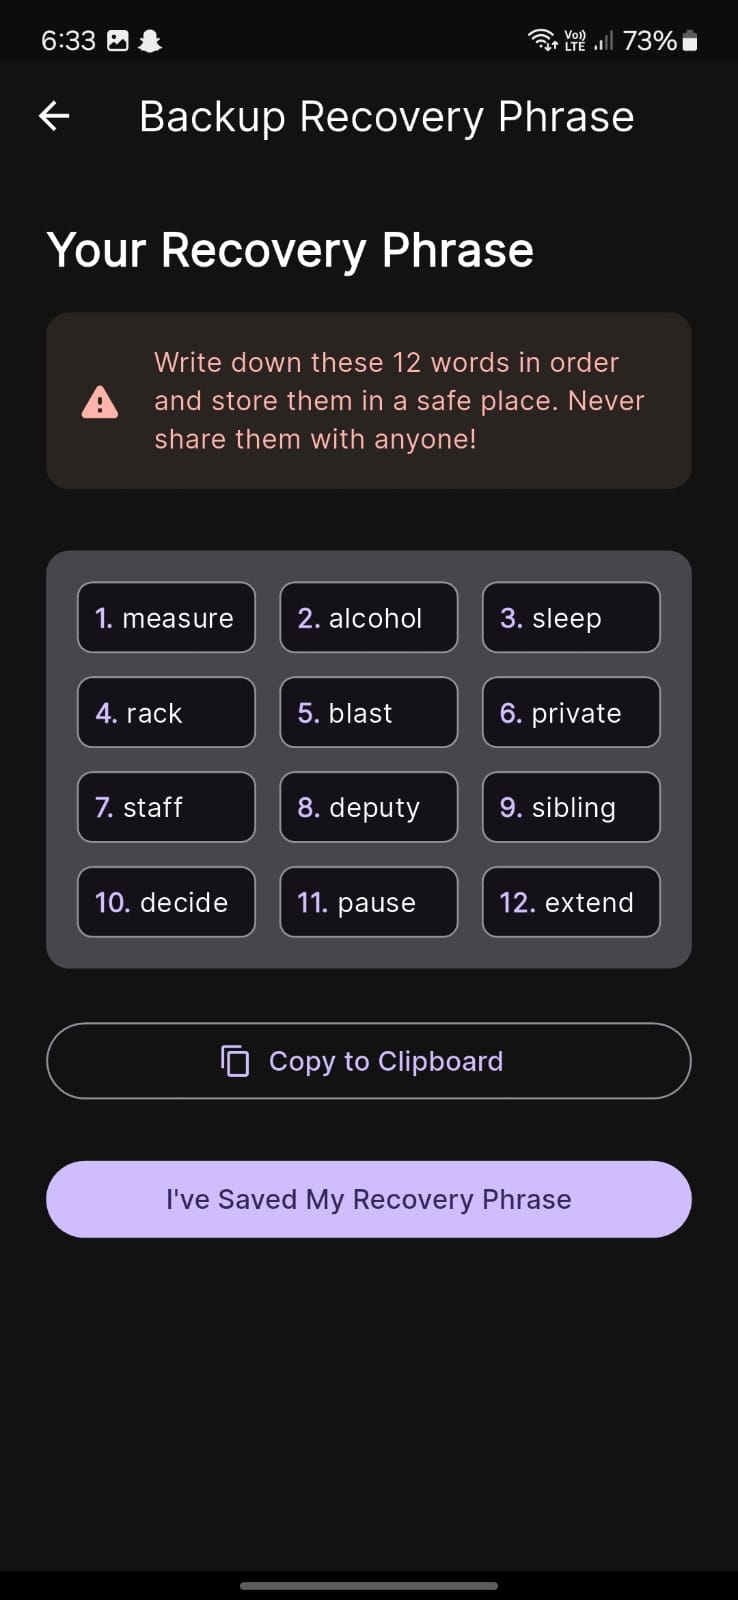 6:33 Vo)) LTE 73%
Backup Recovery Phrase
Your Recovery Phrase
Write down these 12 words in order
and store them in a safe place. Never
share them with anyone!
1. measure 2. alcohol 3. sleep
4. rack 5. blast 6. private
7. staff 8. deputy 9. sibling
10. decide 11. pause 12. extend
Copy to Clipboard
I've Saved My Recovery Phrase